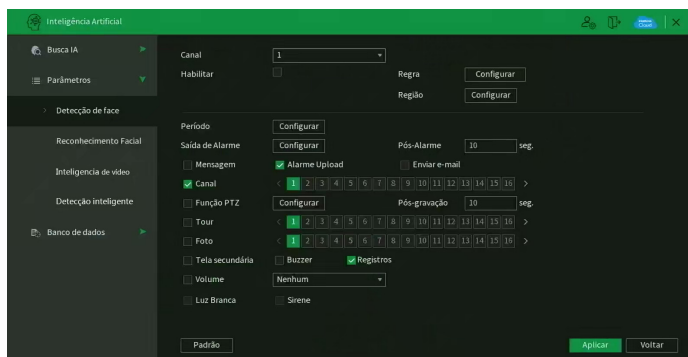 Inteligência Artificial
Busca IA
Parâmetros
Detecção de face
Reconhecimento Facial
Inteligencia de vídeo
Detecção inteligente
Banco de dados
Canal 1
Habilitar Regra Configurar
Região Configurar
Período Configurar
Saída de Alarme Configurar Pós-Alarme 10 seg.
Mensagem Alarme Upload Enviar e-mail
Canal < 1 2 3 4 5 6 7 8 9 10 11 12 13 14 15 16 >
Função PTZ Configurar Pós-gravação 10 seg.
Tour < 1 2 3 4 5 6 7 8 9 10 11 12 13 14 15 16 >
Foto < 1 2 3 4 5 6 7 8 9 10 11 12 13 14 15 16 >
Tela secundária Buzzer Registros
Volume Nenhum
Luz Branca Sirene
Padrão Aplicar Voltar